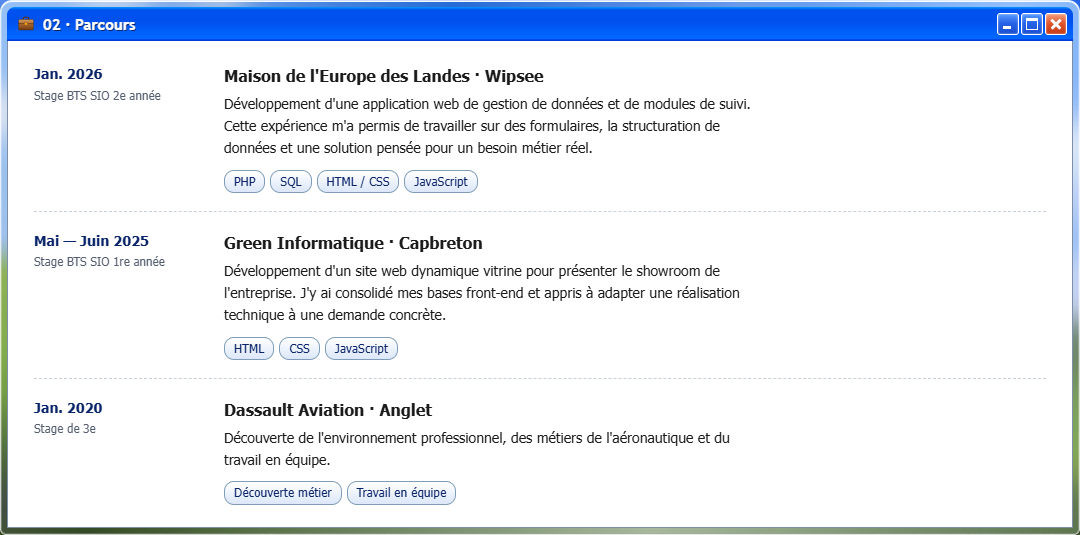 02 · Parcours
Jan. 2026
Stage BTS SIO 2e année
Maison de l'Europe des Landes · Wipsee
Développement d'une application web de gestion de données et de modules de suivi.
Cette expérience m'a permis de travailler sur des formulaires, la structuration de
données et une solution pensée pour un besoin métier réel.
PHP SQL HTML / CSS JavaScript
Mai — Juin 2025
Stage BTS SIO 1re année
Green Informatique · Capbreton
Développement d'un site web dynamique vitrine pour présenter le showroom de
l'entreprise. J'y ai consolidé mes bases front-end et appris à adapter une réalisation
technique à une demande concrète.
HTML CSS JavaScript
Jan. 2020
Stage de 3e
Dassault Aviation · Anglet
Découverte de l'environnement professionnel, des métiers de l'aéronautique et du
travail en équipe.
Découverte métier Travail en équipe